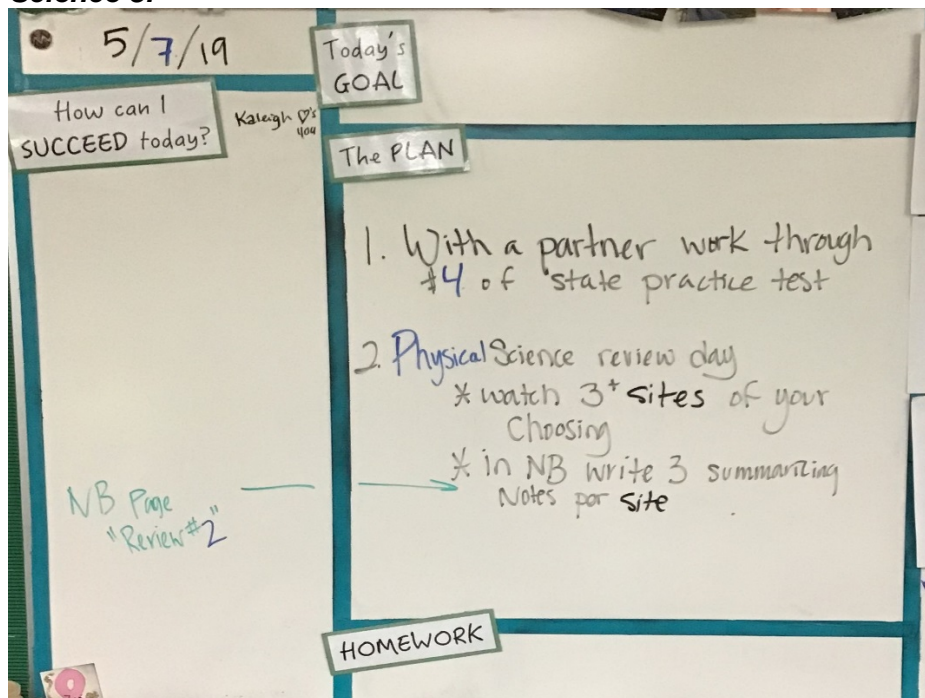 5/7/19
Today's
GOAL
How can I
SUCCEED today?
Kaleigh ♡'s
you
The PLAN
1. With a partner work through
#4 of state practice test
2. Physical Science review day
* watch 3+ sites of your
Choosing
* in NB write 3 summarizing
Notes per site
NB Page
"Review #2"
HOMEWORK